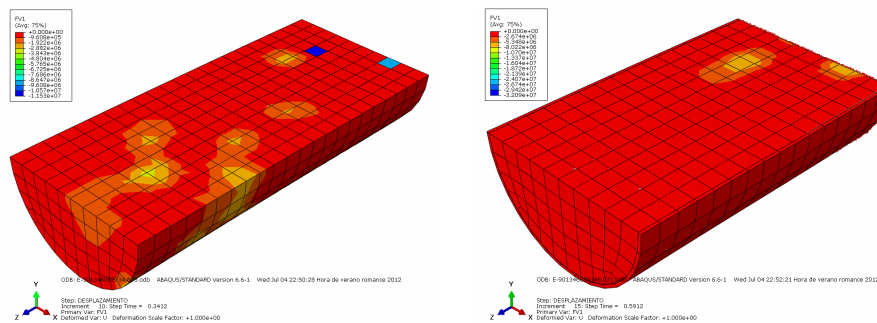 FV1
(Avg: 75%)
+0.000e+00
-9.608e+05
-1.922e+06
-2.882e+06
-3.843e+06
-4.804e+06
-5.765e+06
-6.725e+06
-7.686e+06
-8.647e+06
-9.608e+06
-1.057e+07
-1.153e+07
ODB: ABAQUS/STANDARD Version 6.6-1 Wed Jul 04 22:50:28 Hora de verano romance 2012
Step: DESPLAZAMIENTO
Increment 10: Step Time = 0.3412
Primary Var: FV1
Deformed Var: U Deformation Scale Factor: +1.000e+00
Y
Z
X
FV1
(Avg: 75%)
+0.000e+00
-2.674e+06
-5.348e+06
-8.022e+06
-1.070e+07
-1.337e+07
-1.604e+07
-1.872e+07
-2.139e+07
-2.407e+07
-2.674e+07
-2.942e+07
-3.209e+07
ODB: ABAQUS/STANDARD Version 6.6-1 Wed Jul 04 22:52:21 Hora de verano romance 2012
Step: DESPLAZAMIENTO
Increment 15: Step Time = 0.5912
Primary Var: FV1
Deformed Var: U Deformation Scale Factor: +1.000e+00
Y
Z
X